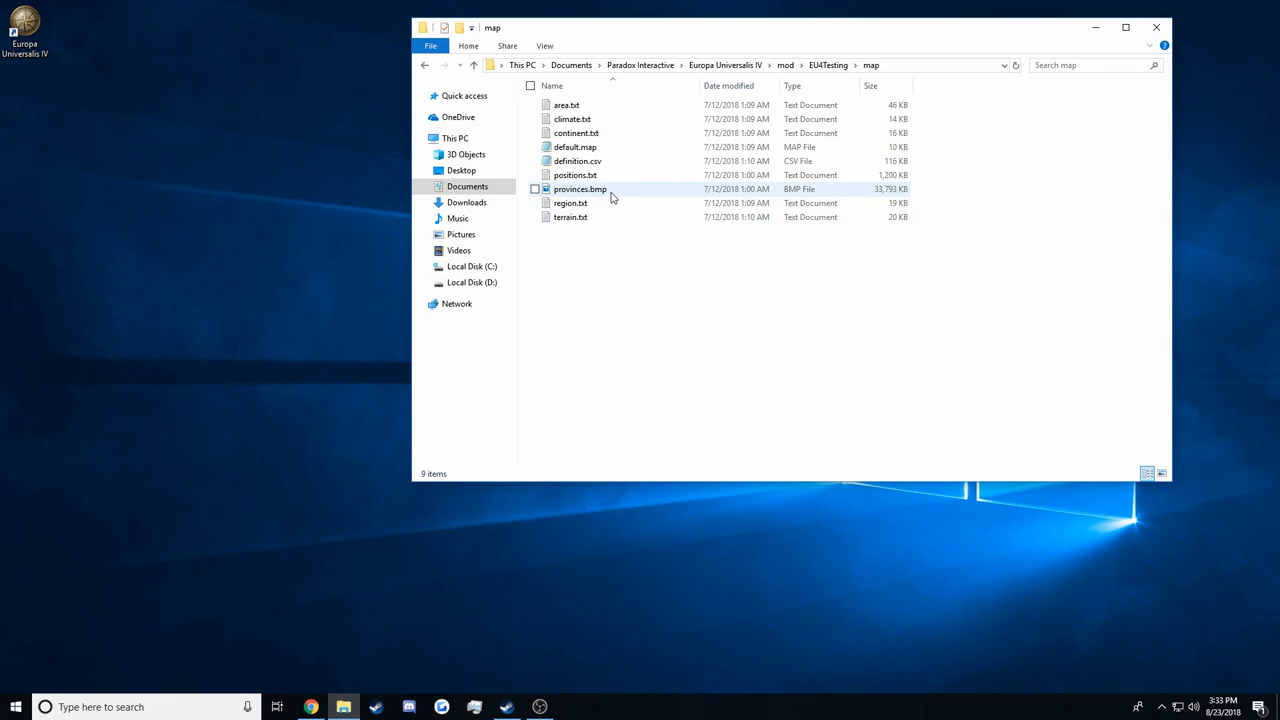 Europa
Universalis IV
map
File Home Share View
This PC Documents Paradox Interactive Europa Universalis IV mod EU4Testing map Search map
Name Date modified Type Size
Quick access
OneDrive
This PC
3D Objects
Desktop
Documents
Downloads
Music
Pictures
Videos
Local Disk (C:)
Local Disk (D:)
Network
area.txt 7/12/2018 1:09 AM Text Document 46 KB
climate.txt 7/12/2018 1:09 AM Text Document 14 KB
continent.txt 7/12/2018 1:09 AM Text Document 16 KB
default.map 7/12/2018 1:09 AM MAP File 10 KB
definition.csv 7/12/2018 1:10 AM CSV File 116 KB
positions.txt 7/12/2018 1:00 AM Text Document 1,200 KB
provinces.bmp 7/12/2018 1:00 AM BMP File 33,793 KB
region.txt 7/12/2018 1:09 AM Text Document 19 KB
terrain.txt 7/12/2018 1:10 AM Text Document 20 KB
9 items
Type here to search
3:33 PM
8/23/2018